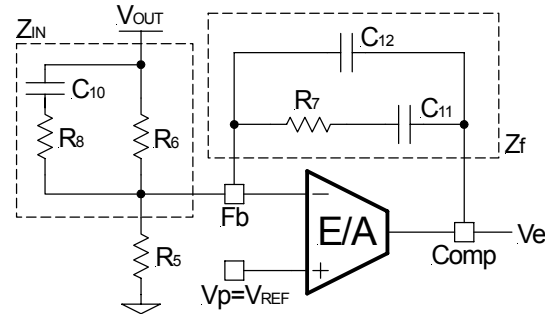 ZIN
VOUT
C12
C10
R7
C11
R8
R6
Zf
Fb
E/A
Ve
R5
Comp
Vp=VREF